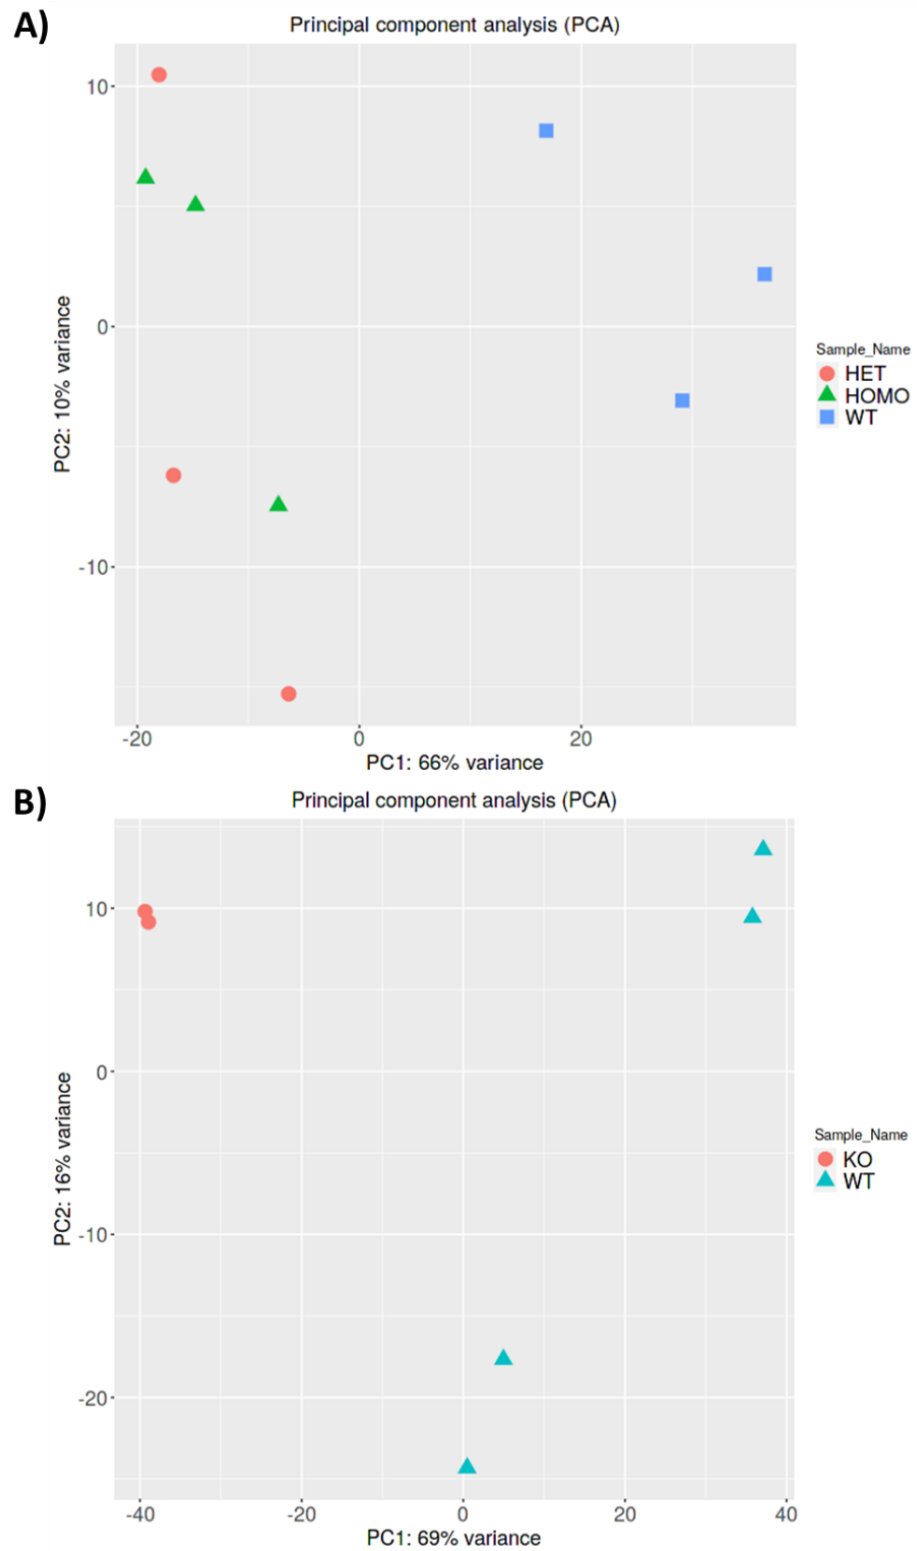 A)
Principal component analysis (PCA)
10
0
-10
PC2: 10% variance
-20 0 20
PC1: 66% variance
Sample_Name
HET
HOMO
WT
B)
Principal component analysis (PCA)
10
0
-10
-20
PC2: 16% variance
-40 -20 0 20 40
PC1: 69% variance
Sample_Name
KO
WT